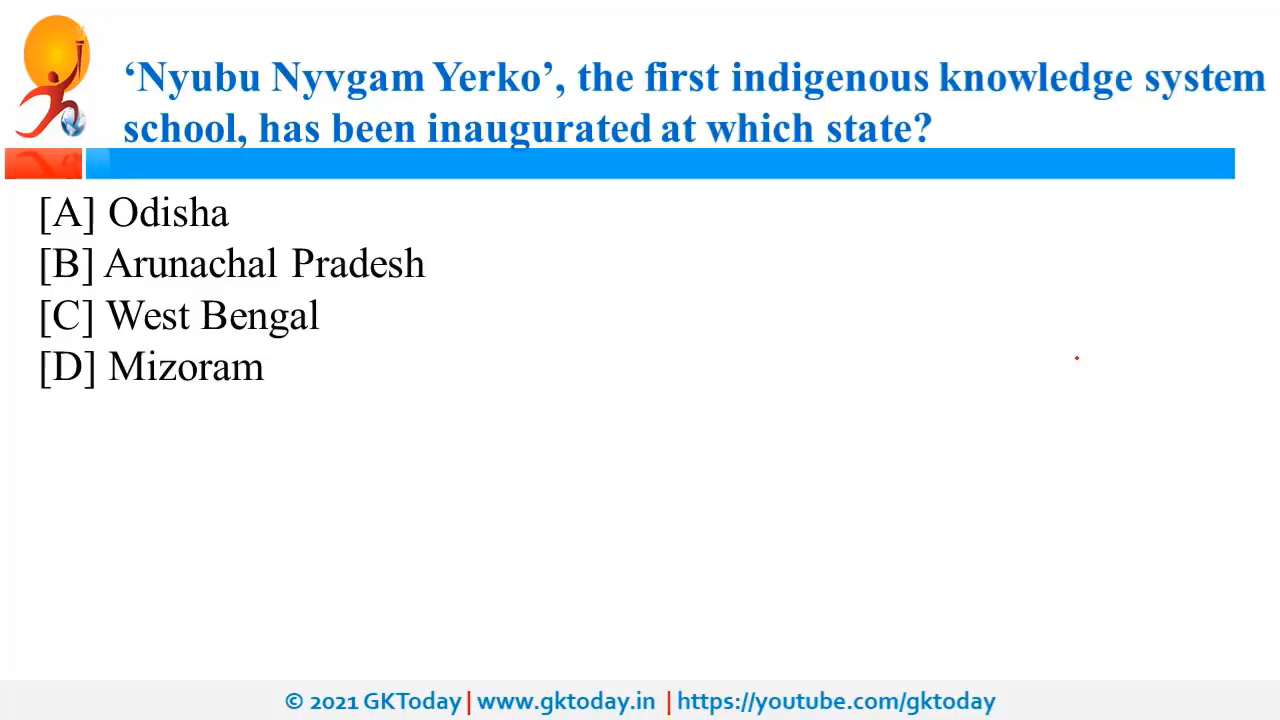 ‘Nyubu Nyvgam Yerko’, the first indigenous knowledge system
school, has been inaugurated at which state?
[A] Odisha
[B] Arunachal Pradesh
[C] West Bengal
[D] Mizoram
© 2021 GKToday | www.gktoday.in | https://youtube.com/gktoday